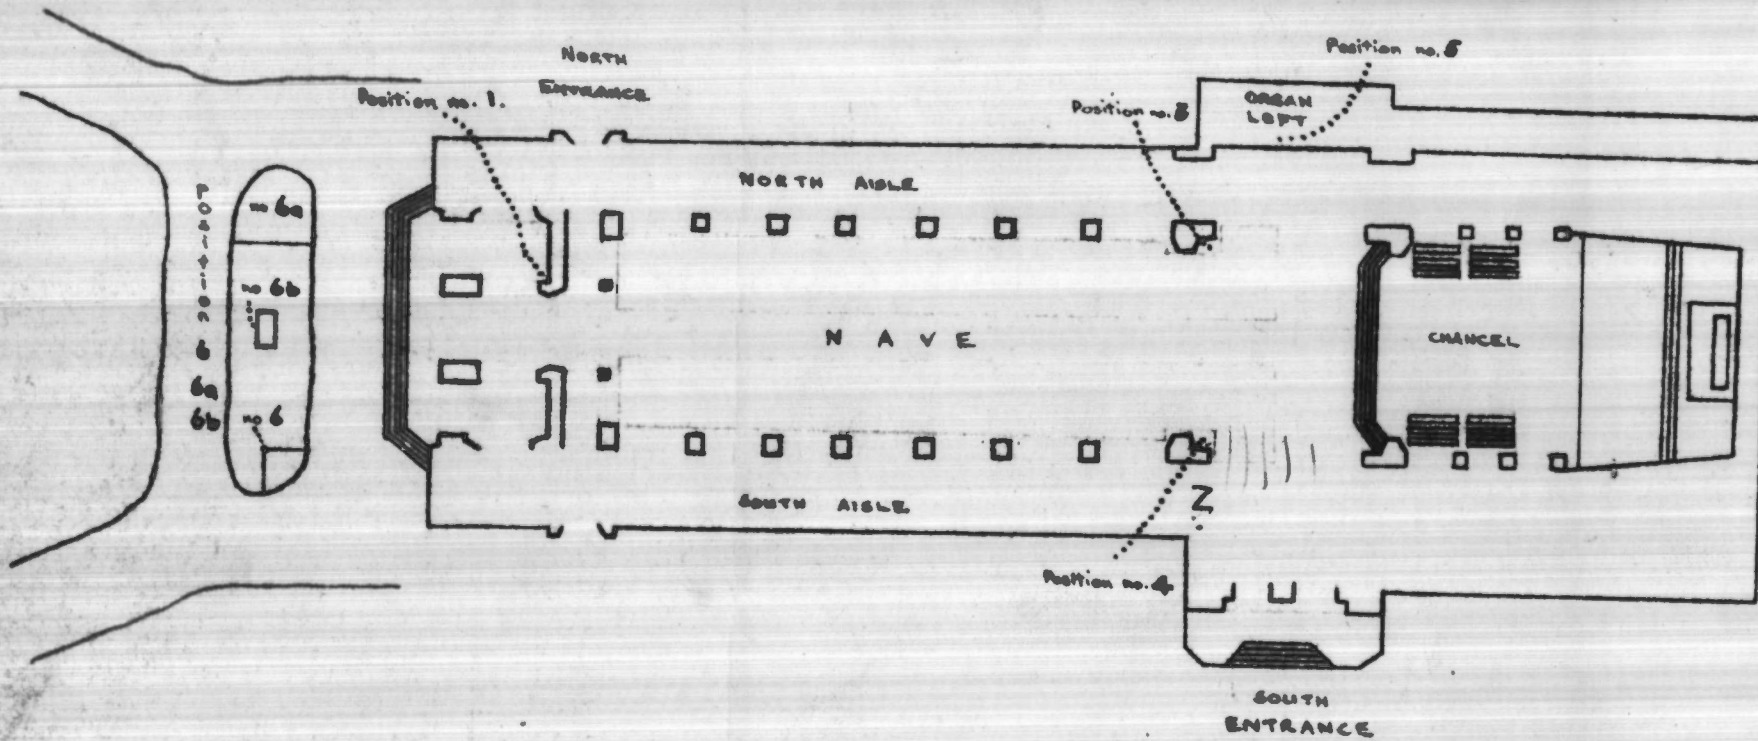 NORTH
ENTRANCE
Position no. 1.
Position no. 3
Position no. 5
ORGAN
LOFT
NORTH AISLE
Position 6
6a
6b
no 6a
no 6b
no 6
NAVE
CHANCEL
SOUTH AISLE
Z
Position no. 4
SOUTH
ENTRANCE